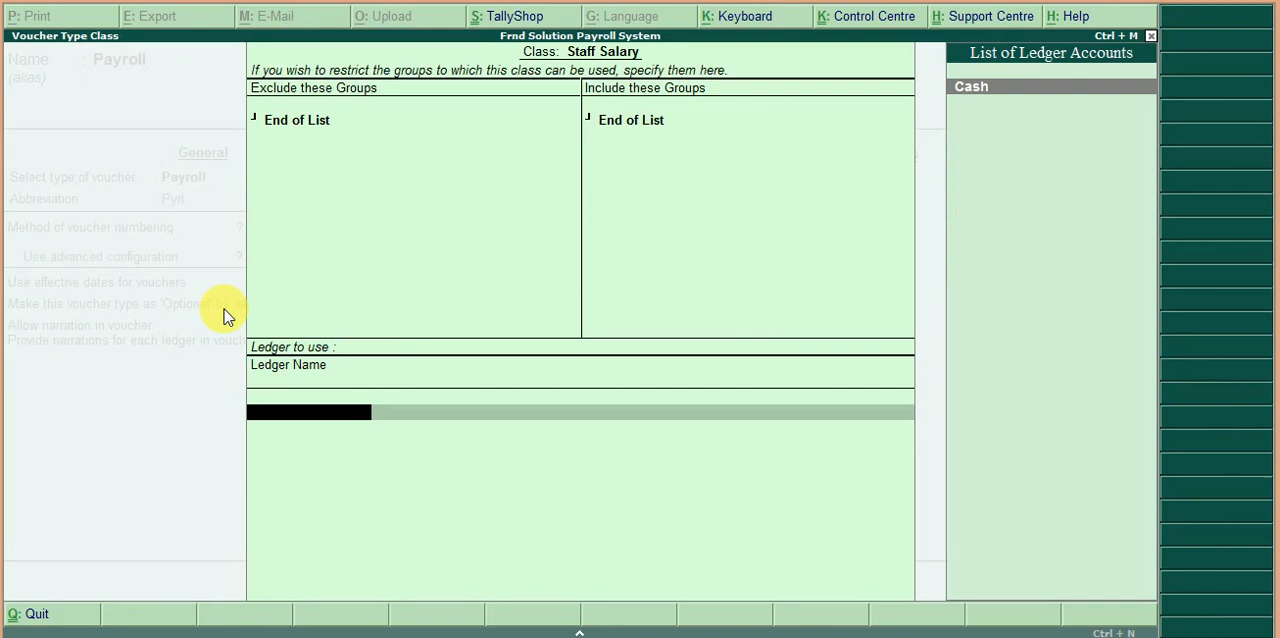 P: Print E: Export M: E-Mail O: Upload S: TallyShop G: Language K: Keyboard K: Control Centre H: Support Centre H: Help
Voucher Type Class Frnd Solution Payroll System Ctrl + M x
Name : Payroll
(alias)
Class: Staff Salary
If you wish to restrict the groups to which this class can be used, specify them here.
Exclude these Groups Include these Groups
End of List End of List
List of Ledger Accounts
Cash
General
Select type of voucher : Payroll
Abbreviation : Pyrl
Method of voucher numbering ?
Use advanced configuration ?
Use effective dates for vouchers
Make this voucher type as 'Optional'
Allow narration in voucher
Provide narrations for each ledger in vouch
Ledger to use :
Ledger Name
Q: Quit
Ctrl + N